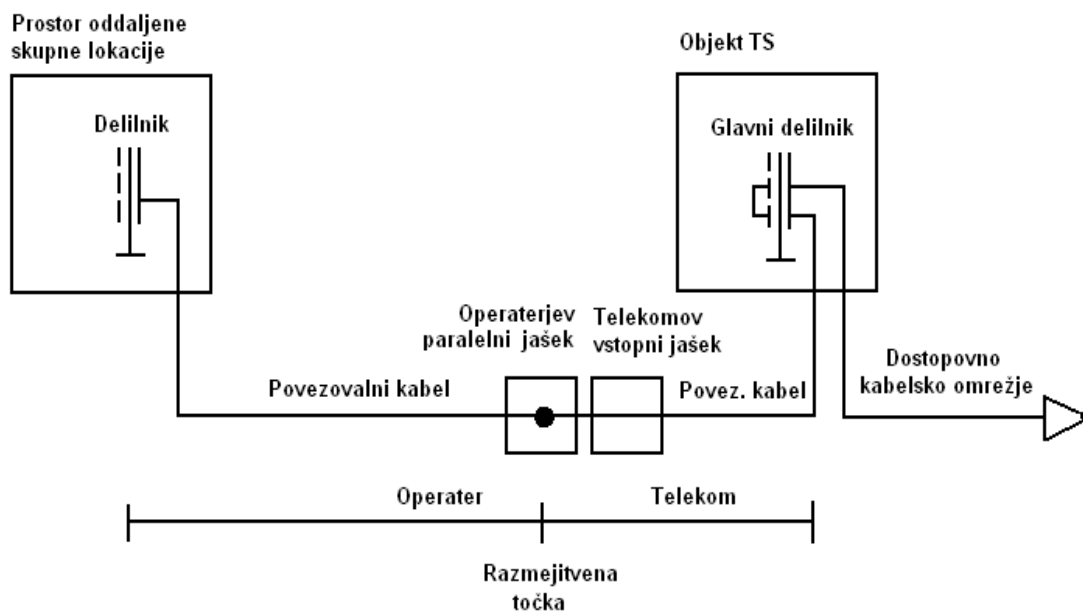 Prostor oddaljene
skupne lokacije
Objekt TS
Delilnik
Glavni delilnik
Operaterjev
paralelni jašek
Telekomov
vstopni jašek
Povezovalni kabel
Povez. kabel
Dostopovno
kabelsko omrežje
Operater
Telekom
Razmejitvena
točka